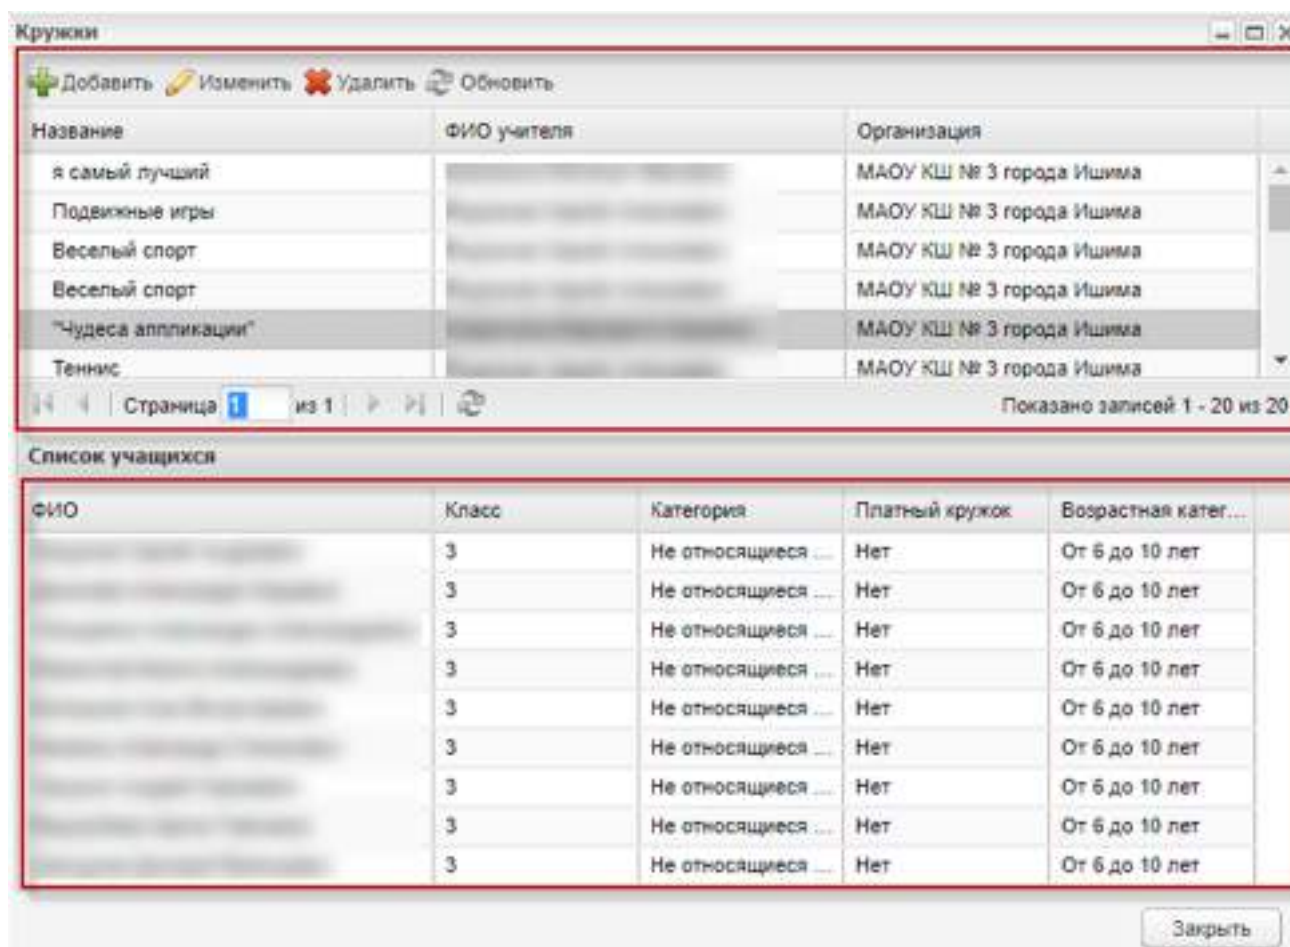 Кружки
Добавить Изменить Удалить Обновить
Название ФИО учителя Организация
я самый лучший МАОУ КШ № 3 города Ишима
Подвижные игры МАОУ КШ № 3 города Ишима
Веселый спорт МАОУ КШ № 3 города Ишима
Веселый спорт МАОУ КШ № 3 города Ишима
"Чудеса аппликации" МАОУ КШ № 3 города Ишима
Теннис МАОУ КШ № 3 города Ишима
Страница 1 из 1 Показано записей 1 - 20 из 20
Список учащихся
ФИО Класс Категория Платный кружок Возрастная катег...
3 Не относящиеся ... Нет От 6 до 10 лет
3 Не относящиеся ... Нет От 6 до 10 лет
3 Не относящиеся ... Нет От 6 до 10 лет
3 Не относящиеся ... Нет От 6 до 10 лет
3 Не относящиеся ... Нет От 6 до 10 лет
3 Не относящиеся ... Нет От 6 до 10 лет
3 Не относящиеся ... Нет От 6 до 10 лет
3 Не относящиеся ... Нет От 6 до 10 лет
3 Не относящиеся ... Нет От 6 до 10 лет
Закрыть